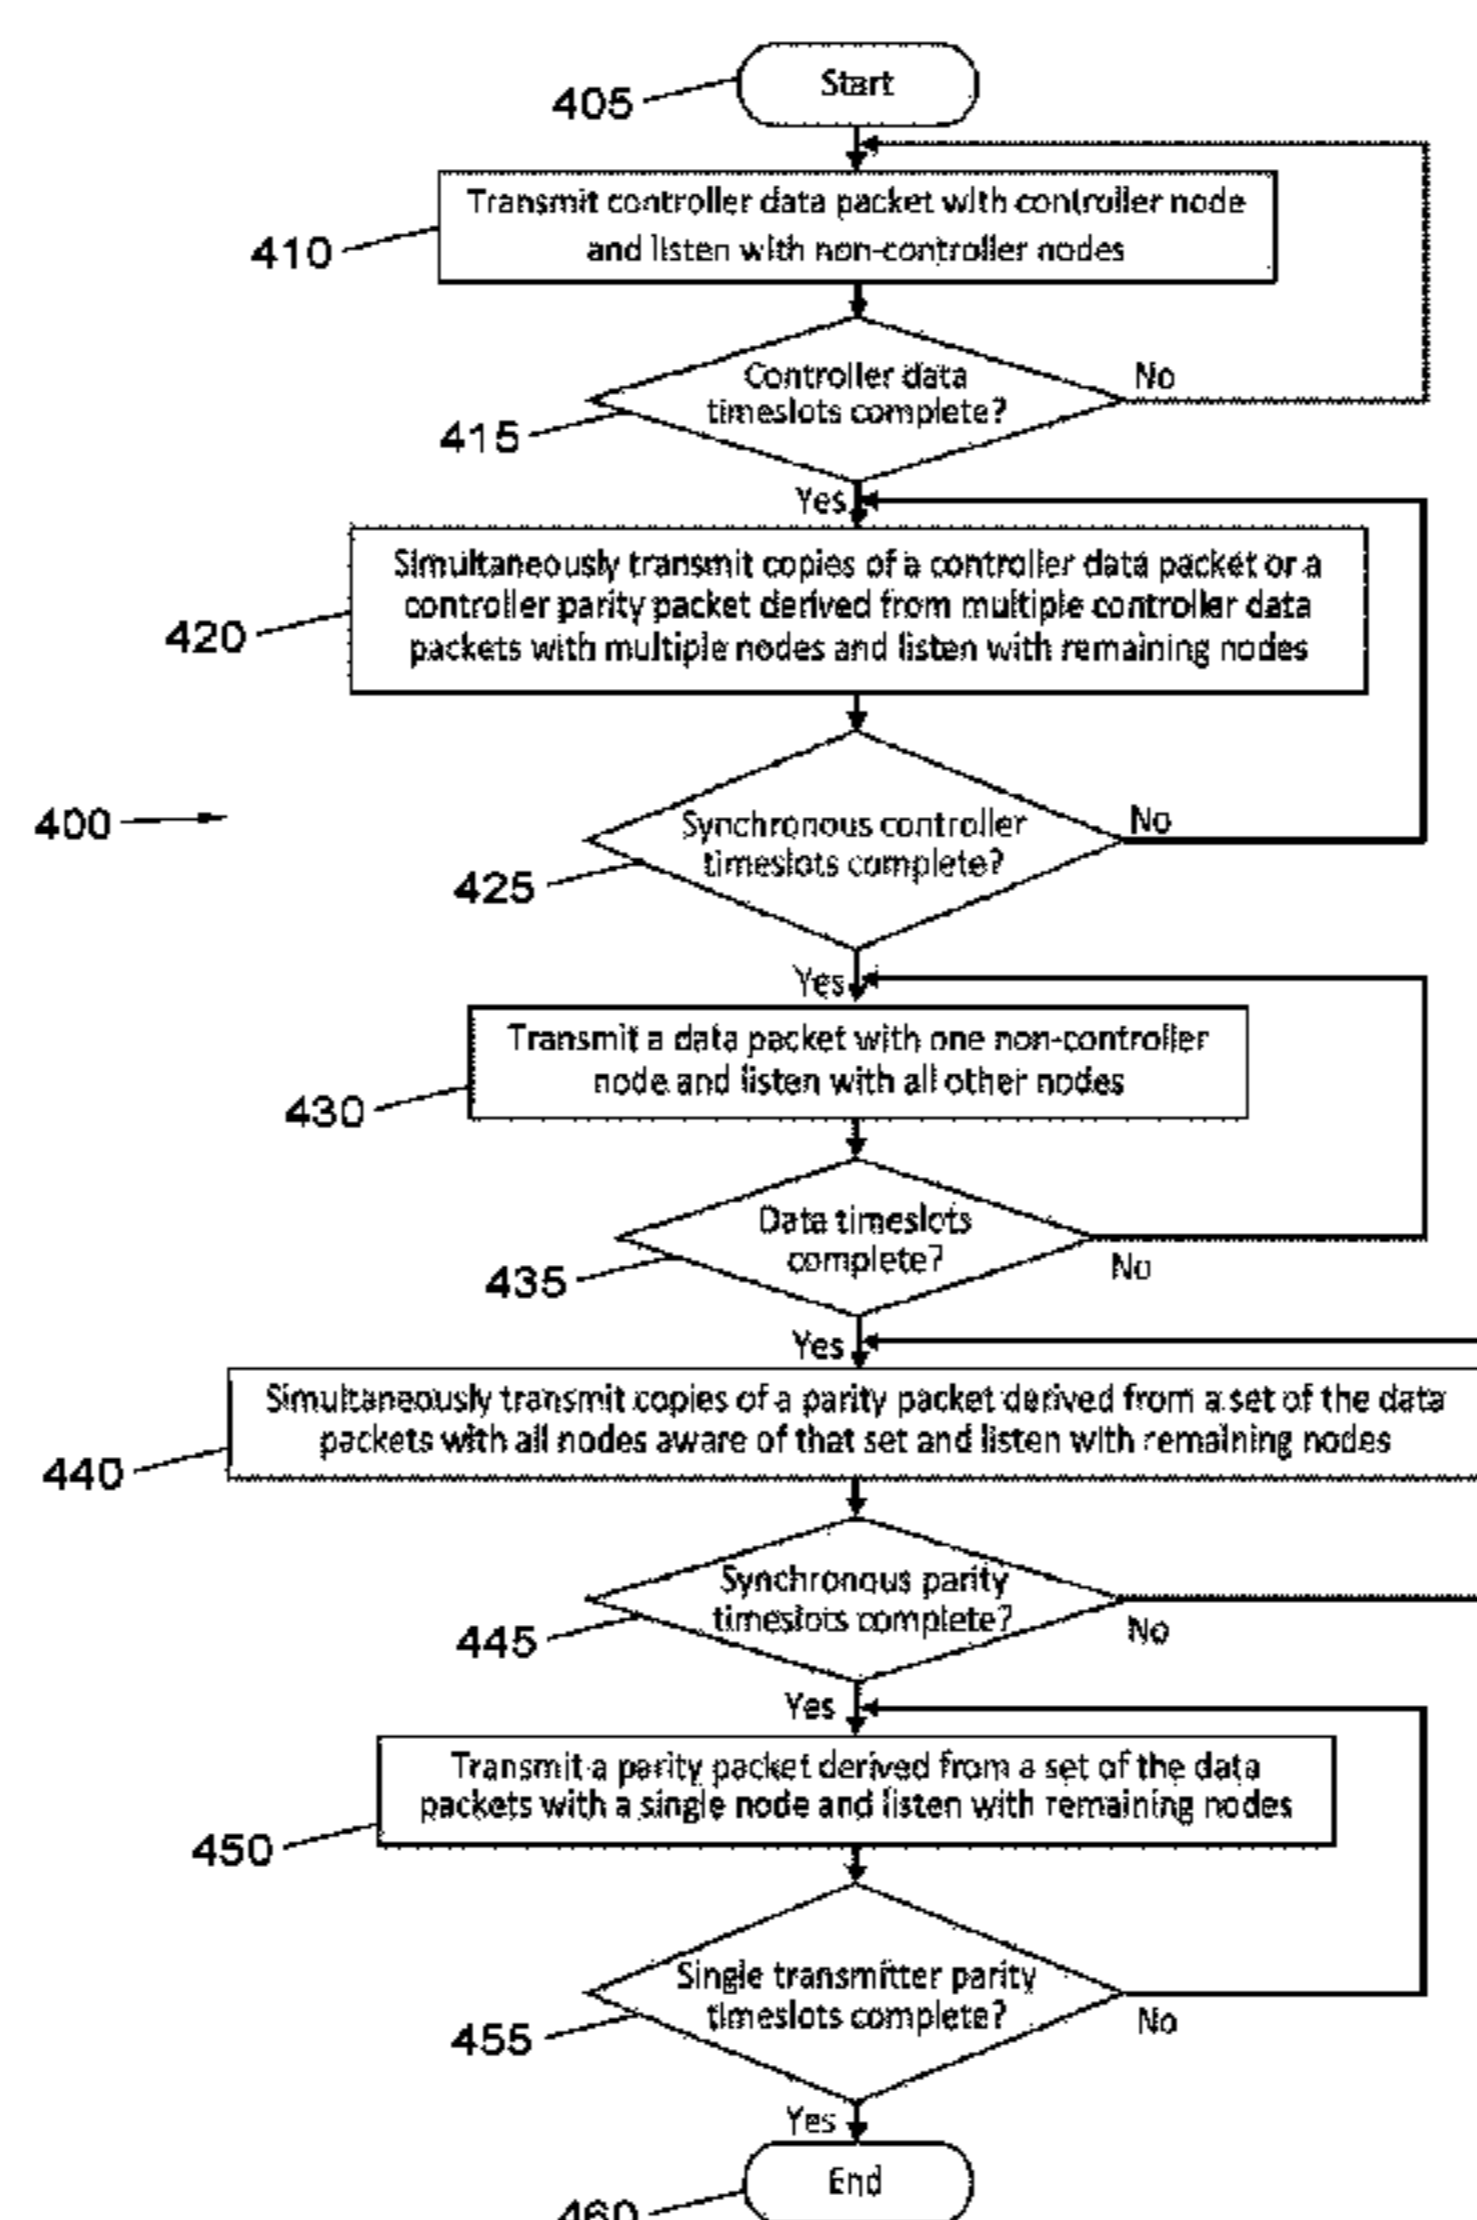 Start
405
Transmit controller data packet with controller node
and listen with non-controller nodes
410
Controller data
timeslots complete?
No
415
Yes
Simultaneously transmit copies of a controller data packet or a
controller parity packet derived from multiple controller data
packets with multiple nodes and listen with remaining nodes
420
400
Synchronous controller
timeslots complete?
No
425
Yes
Transmit a data packet with one non-controller
node and listen with all other nodes
430
Data timeslots
complete?
No
435
Yes
Simultaneously transmit copies of a parity packet derived from a set of the data
packets with all nodes aware of that set and listen with remaining nodes
440
Synchronous parity
timeslots complete?
No
445
Yes
Transmit a parity packet derived from a set of the data
packets with a single node and listen with remaining nodes
450
Single transmitter parity
timeslots complete?
No
455
Yes
End
460